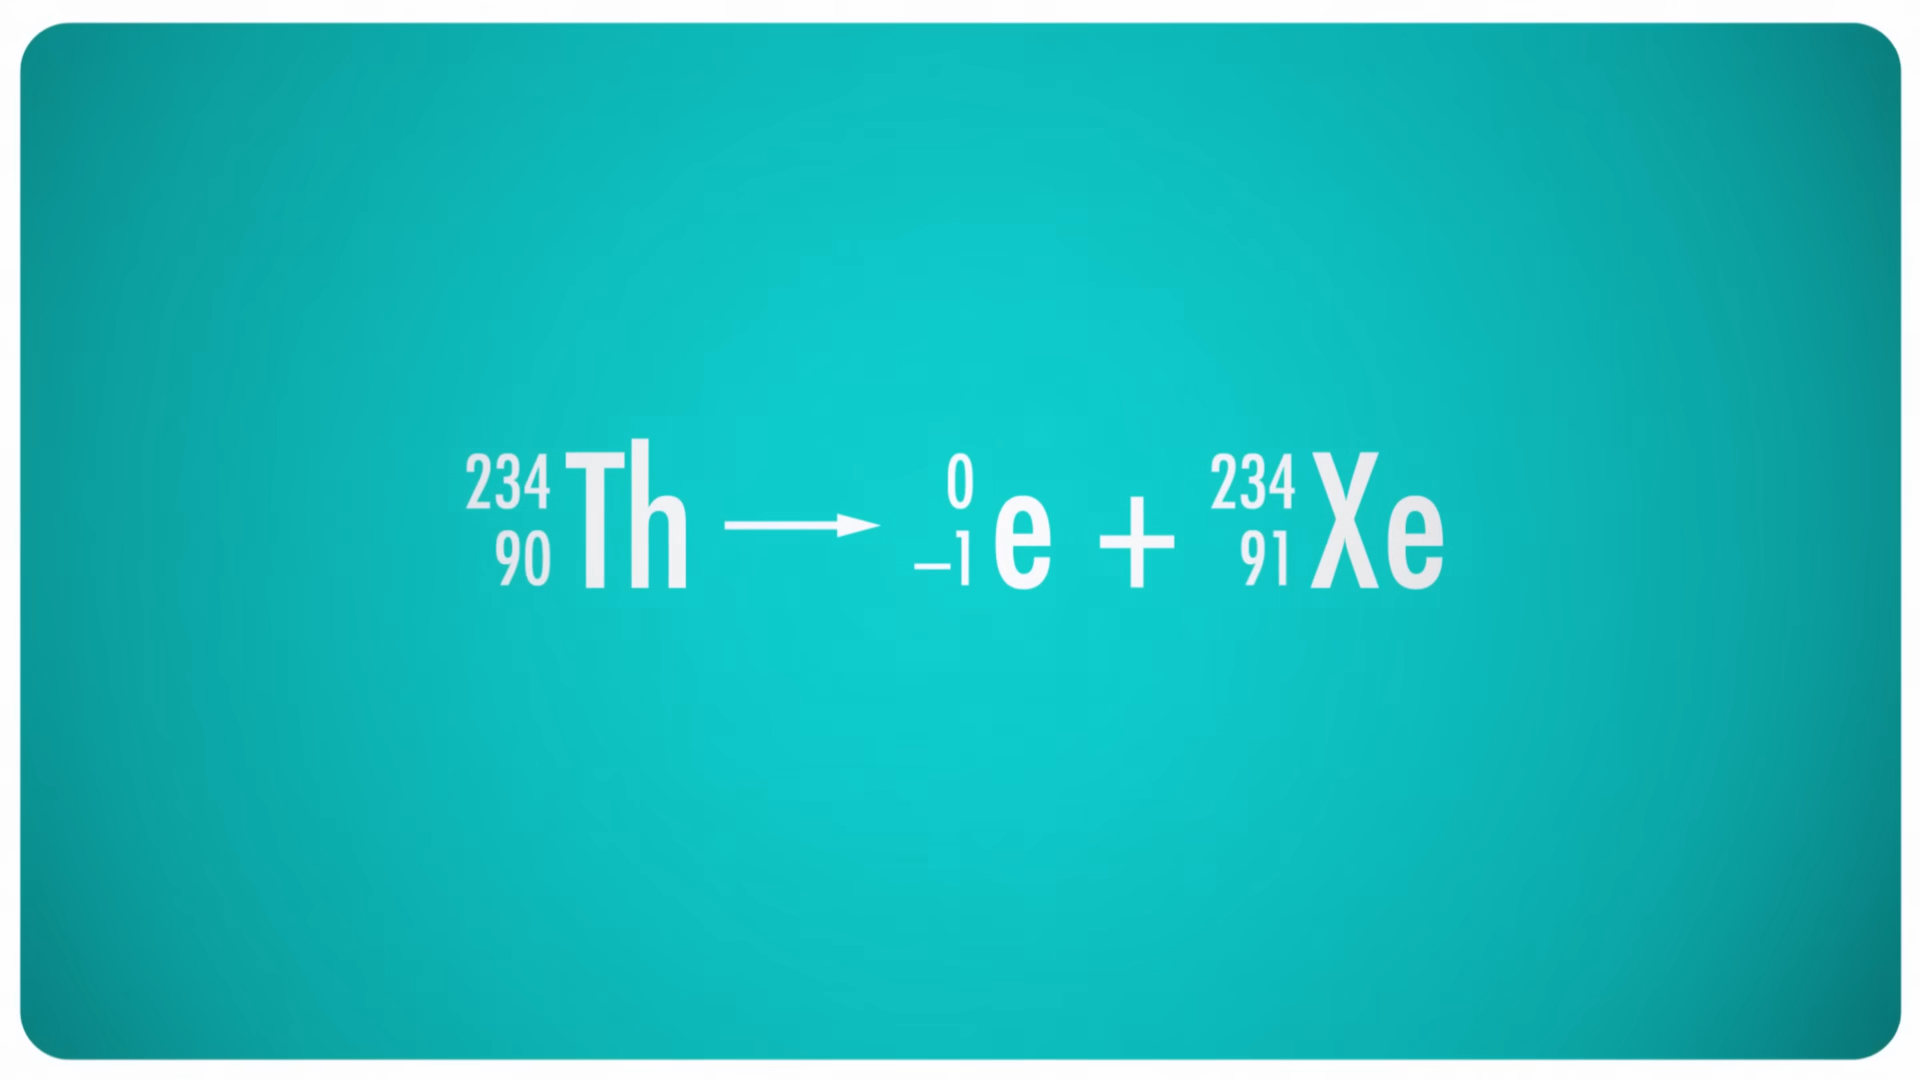 ²³⁴₉₀Th → ⁰₋₁e + ²³⁴₉₁Xe